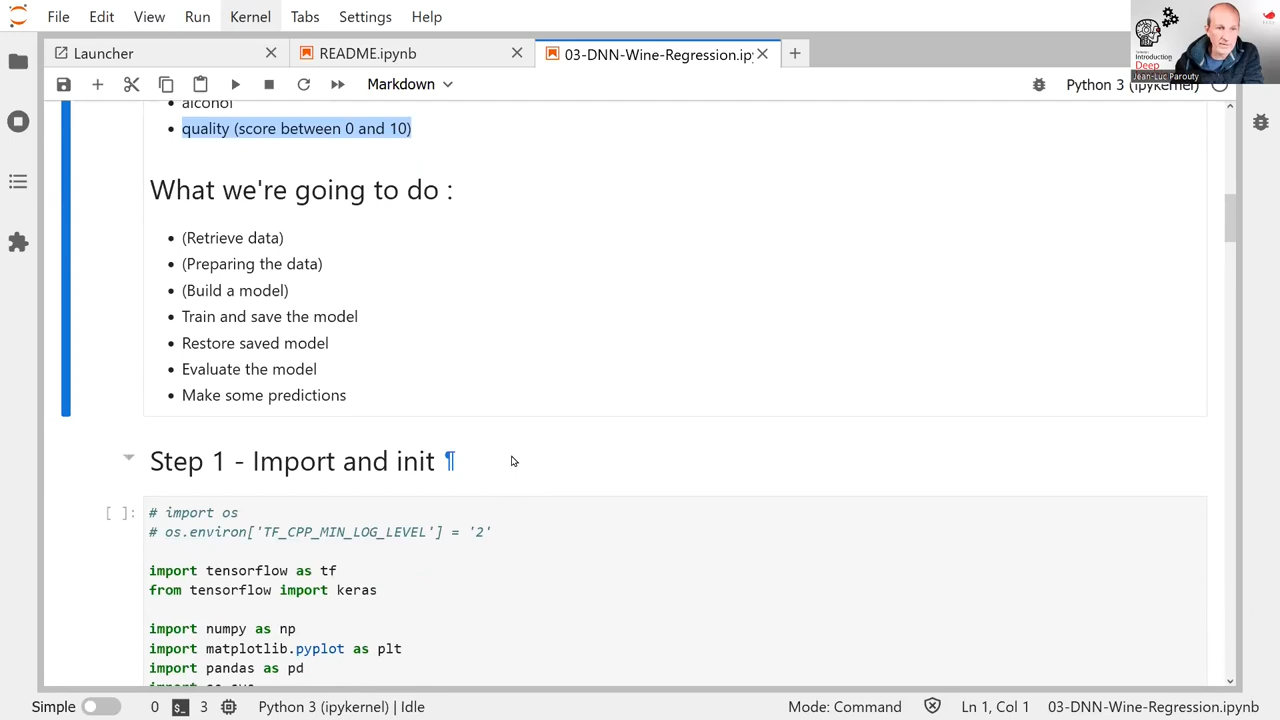 File Edit View Run Kernel Tabs Settings Help
Introduction
Deep
Jean-Luc Parouty
Launcher
README.ipynb
03-DNN-Wine-Regression.ip
Markdown
Python 3 (ipykernel)
alcohol
quality (score between 0 and 10)
What we're going to do :
(Retrieve data)
(Preparing the data)
(Build a model)
Train and save the model
Restore saved model
Evaluate the model
Make some predictions
Step 1 - Import and init ¶
[ ]:
# import os
# os.environ['TF_CPP_MIN_LOG_LEVEL'] = '2'
import tensorflow as tf
from tensorflow import keras
import numpy as np
import matplotlib.pyplot as plt
import pandas as pd
Simple 0 $_ 3 Python 3 (ipykernel) | Idle Mode: Command Ln 1, Col 1 03-DNN-Wine-Regression.ipynb